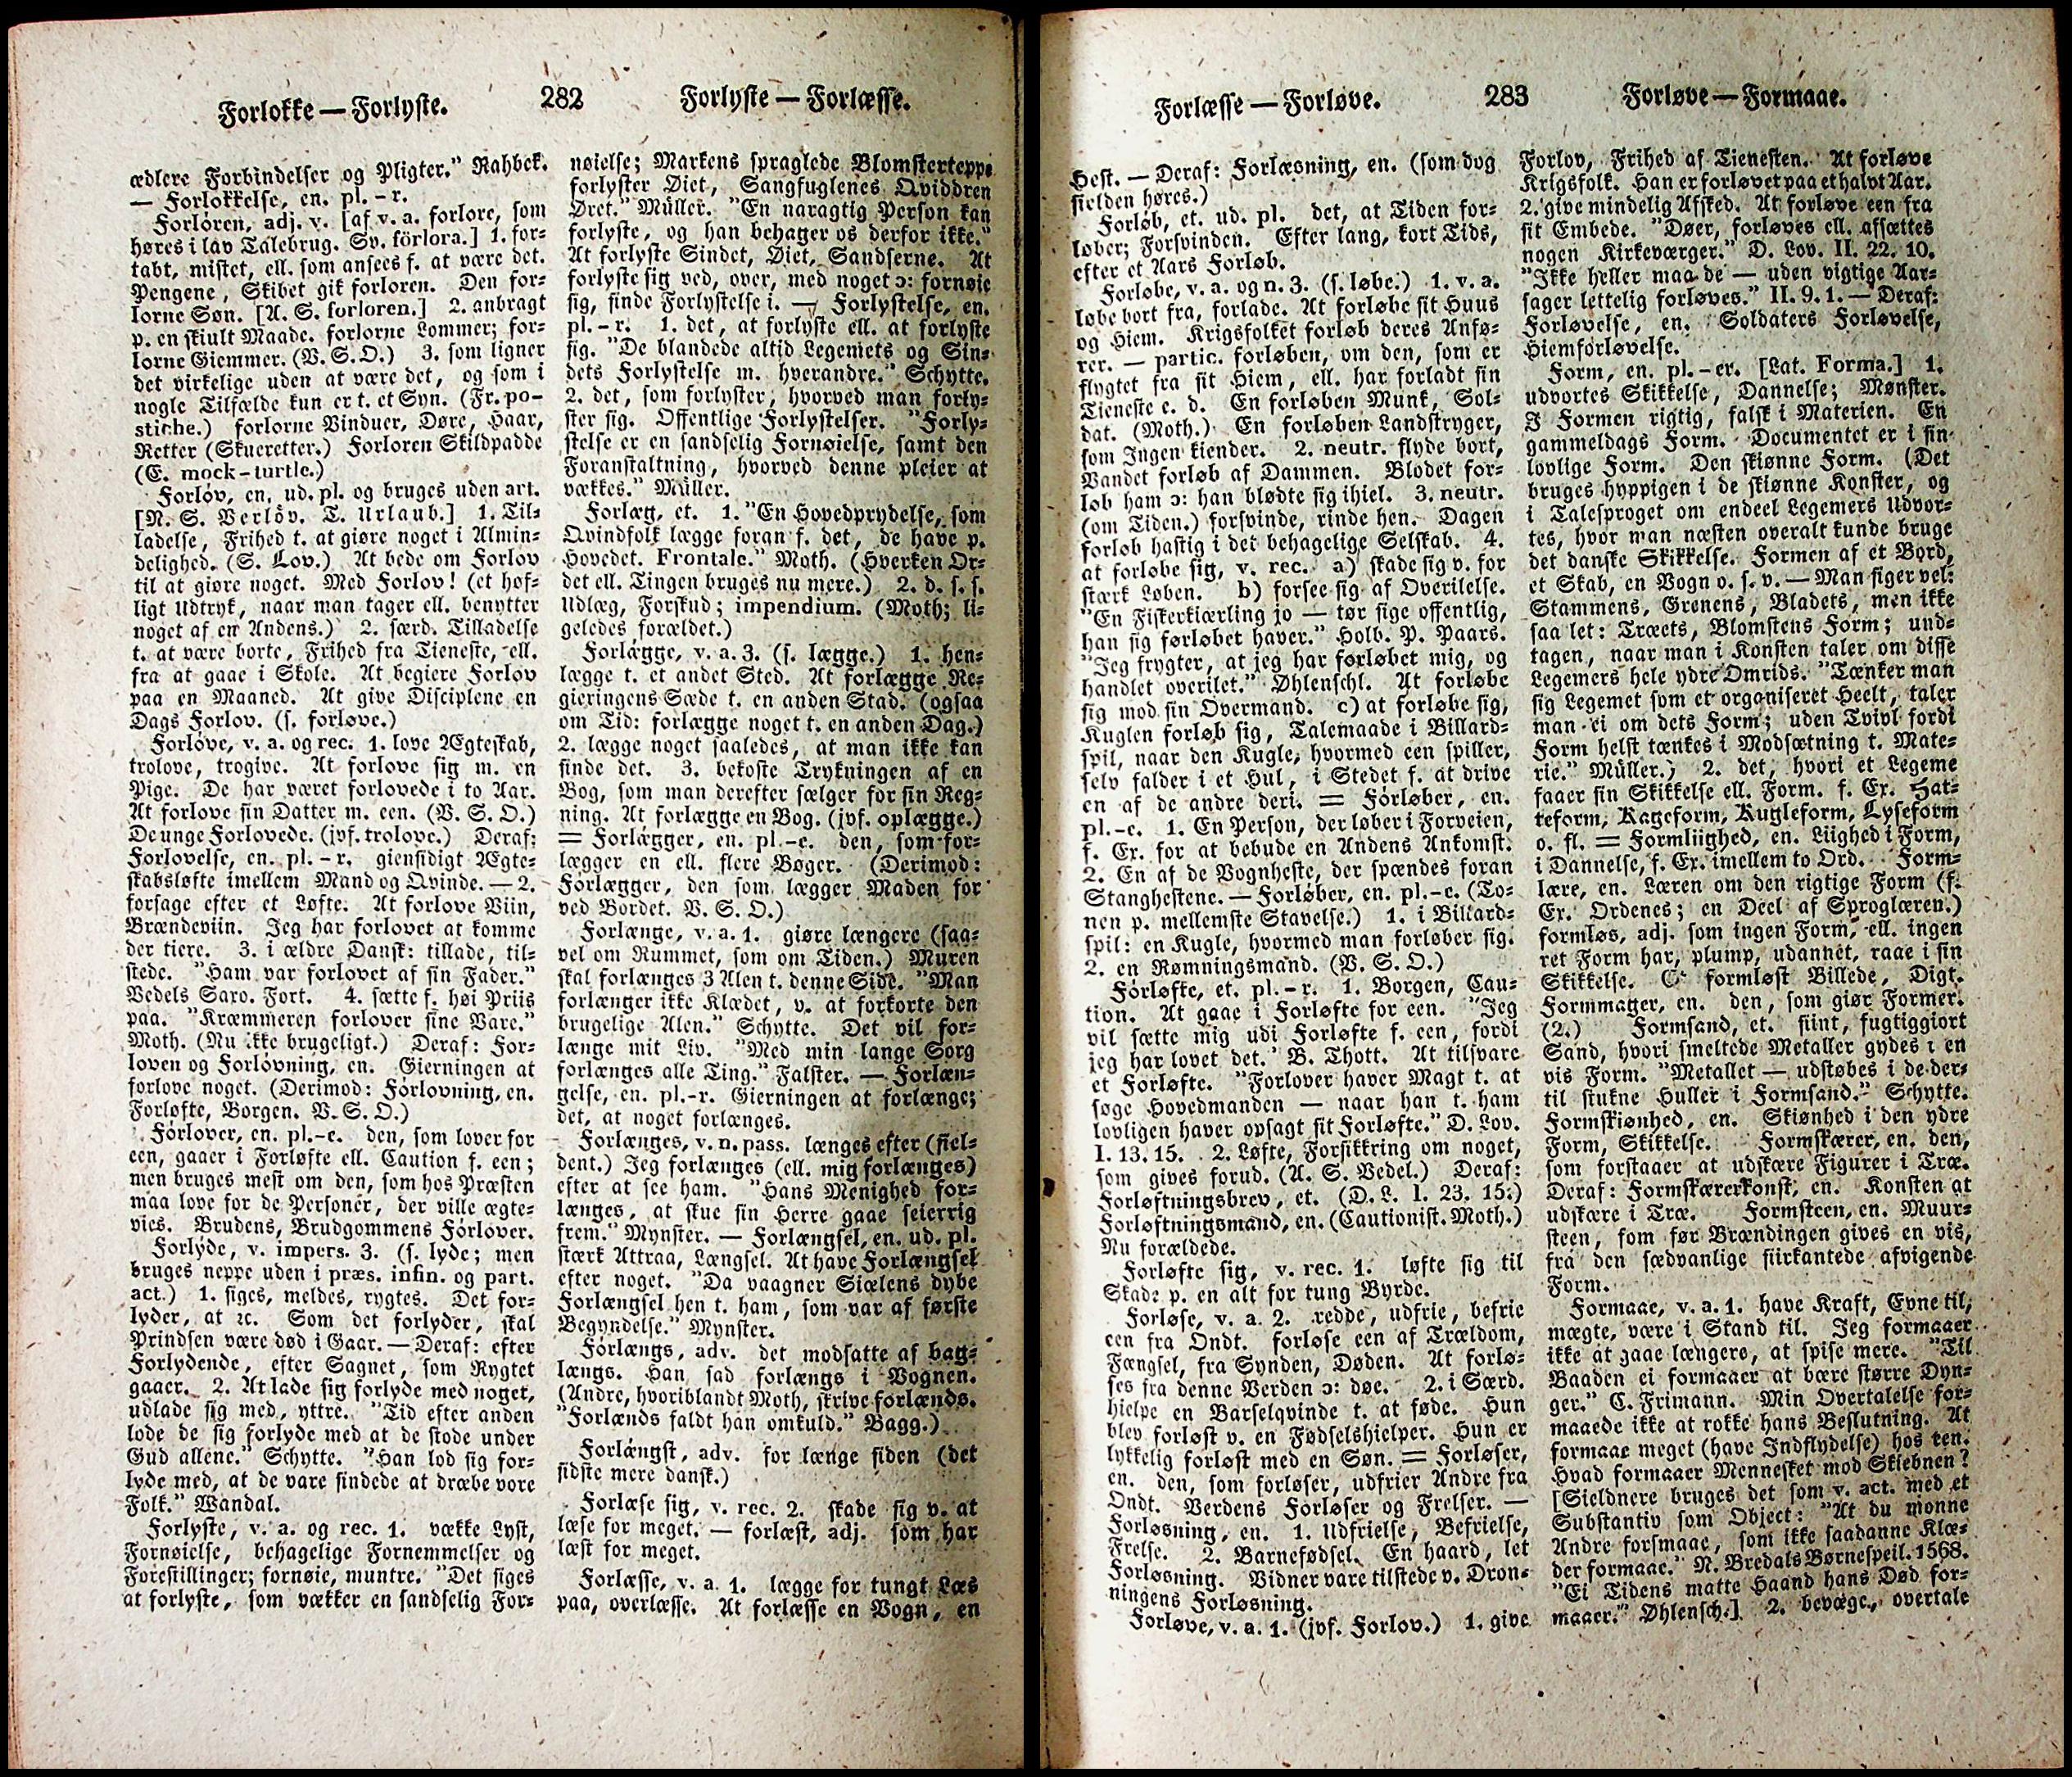 Forlokke — Forlyste.
282
Forlyste — Forlæsse.
ædlere Forbindelser og Pligter." Rahbek.
— Forlokkelse, en. pl. - r.
Forlóren, adj. v. [af v. a. forlore, som
høres i lav Talebrug. Sv. förlora.] 1. for-
tabt, mistet, ell. som ansees f. at være det.
Pengene, Skibet gik forloren. Den for-
lorne Søn. [A. S. forloren.] 2. anbragt
p. en skiult Maade. forlorne Lommer; for-
lorne Giemmer. (V. S. O.) 3. som ligner
det virkelige uden at være det, og som i
nogle Tilfælde kun er t. et Syn. (Fr. po-
stiche.) forlorne Vinduer, Døre, Haar,
Retter (Skueretter.) Forloren Skildpadde
(E. mock-turtle.)
Forlóv, en, ud. pl. og bruges uden art.
[N. S. Verlöv. T. Urlaub.] 1. Til-
ladelse, Frihed t. at giøre noget i Almin-
delighed. (S. Lov.) At bede om Forlov
til at giøre noget. Med Forlov! (et høf-
ligt Udtryk, naar man tager ell. benytter
noget af en Andens.) 2. særd. Tilladelse
t. at være borte, Frihed fra Tieneste, ell.
fra at gaae i Skole. At begiere Forlov
paa en Maaned. At give Disciplene en
Dags Forlov. (s. forløve.)
Forlóve, v. a. og rec. 1. love Ægteskab,
trolove, trogive. At forlove sig m. en
Pige. De har været forlovede i to Aar.
At forlove sin Datter m. een. (V. S. O.)
De unge Forlovede. (jvf. trolove.) Deraf:
Forlovelse, en. pl. - r. giensidigt Ægte-
skabsløfte imellem Mand og Qvinde. — 2.
forsage efter et Løfte. At forlove Viin,
Brændeviin. Jeg har forlovet at komme
der tiere. 3. i ældre Dansk: tillade, til-
stede. "Ham var forlovet af sin Fader."
Vedels Saxo. Fort. 4. sætte f. høi Priis
paa. "Kræmmeren forlover sine Vare."
Moth. (Nu ikke brugeligt.) Deraf: For-
loven og Forlóvning, en. Gierningen at
forlove noget. (Derimod: Fórlovning, en.
Forløfte, Borgen. V. S. O.)
Fórlover, en. pl.-e. den, som lover for
een, gaaer i Forløfte ell. Caution f. een;
men bruges mest om den, som hos Præsten
maa love for de Personer, der ville ægte-
vies. Brudens, Brudgommens Fórlover.
Forlýde, v. impers. 3. (s. lyde; men
bruges neppe uden i præs. infin. og part.
act.) 1. siges, meldes, rygtes. Det for-
lyder, at ꝛc. Som det forlyder, skal
Prindsen være død i Gaar. — Deraf: efter
Forlydende, efter Sagnet, som Rygtet
gaaer. 2. At lade sig forlyde med noget,
udlade sig med, yttre. "Tid efter anden
lode de sig forlyde med at de stode under
Gud allene." Schytte. "Han lod sig for-
lyde med, at de vare sindede at dræbe vore
Folk." Wandal.
Forlyste, v. a. og rec. 1. vække Lyst,
Fornøielse, behagelige Fornemmelser og
Forestillinger; fornøie, muntre. "Det siges
at forlyste, som vækker en sandselig For-
nøielse; Markens spraglede Blomsterteppe
forlyster Øiet, Sangfuglenes Qviddren
Øret." Müller. "En naragtig Person kan
forlyste, og han behager os derfor ikke."
At forlyste Sindet, Øiet, Sandserne. At
forlyste sig ved, over, med noget ɔ: fornøie
sig, finde Forlystelse i. — Forlystelse, en.
pl. - r. 1. det, at forlyste ell. at forlyste
sig. "De blandede altid Legemets og Sin-
dets Forlystelse m. hverandre." Schytte.
2. det, som forlyster; hvorved man forly-
ster sig. Offentlige Forlystelser. "Forly-
stelse er en sandselig Fornøielse, samt den
Foranstaltning, hvorved denne pleier at
vækkes." Müller.
Forlæg, et. 1. "En Hovedprydelse, som
Qvindfolk lægge foran f. det, de have p.
Hovedet. Frontale." Moth. (Hverken Or-
det ell. Tingen bruges nu mere.) 2. d. s. s.
Udlæg, Forskud; impendium. (Moth; li-
geledes forældet.)
Forlægge, v. a. 3. (s. lægge.) 1. hen-
lægge t. et andet Sted. At forlægge Re-
gieringens Sæde t. en anden Stad. (ogsaa
om Tid: forlægge noget t. en anden Dag.)
2. lægge noget saaledes, at man ikke kan
finde det. 3. bekoste Trykningen af en
Bog, som man derefter sælger for sin Reg-
ning. At forlægge en Bog. (jvf. oplægge.)
= Forlægger, en. pl.-e. den, som for-
lægger en ell. flere Bøger. (Derimod:
Forlægger, den som lægger Maden for
ved Bordet. V. S. O.)
Forlænge, v. a. 1. giøre længere (saa-
vel om Rummet, som om Tiden.) Muren
skal forlænges 3 Alen t. denne Side. "Man
forlænger ikke Klædet, v. at forkorte den
brugelige Alen." Schytte. Det vil for-
længe mit Liv. "Med min lange Sorg
forlænges alle Ting." Falster. — Forlæn-
gelse, en. pl.-r. Gierningen at forlænge;
det, at noget forlænges.
Forlænges, v. n. pass. længes efter (siel-
dent.) Jeg forlænges (ell. mig forlænges)
efter at see ham. "Hans Menighed for-
længes, at skue sin Herre gaae seierrig
frem." Mynster. — Forlængsel, en. ud. pl.
stærk Attraa, Længsel. At have Forlængsel
efter noget. "Da vaagner Siælens dybe
Forlængsel hen t. ham, som var af første
Begyndelse." Mynster.
Fórlængs, adv. det modsatte af bag-
længs. Han sad forlængs i Vognen.
(Andre, hvoriblandt Moth, skrive forlænds.
"Forlænds faldt han omkuld." Bagg.)
Forlængst, adv. for længe siden (det
sidste mere dansk.)
Forlæse sig, v. rec. 2. skade sig v. at
læse for meget. — forlæst, adj. som har
læst for meget.
Forlæsse, v. a. 1. lægge for tungt Læs
paa, overlæsse. At forlæsse en Vogn, en
Forlæsse — Forløve.
283
Forløve — Formaae.
Hest. — Deraf: Forlæsning, en. (som dog
sielden høres.)
Forløb, et. ud. pl. det, at Tiden for-
løber; Forsvinden. Efter lang, kort Tids,
efter et Aars Forløb.
Forløbe, v. a. og n. 3. (s. løbe.) 1. v. a.
løbe bort fra, forlade. At forløbe sit Huus
og Hiem. Krigsfolket forløb deres Anfø-
rer. — partic. forløben, om den, som er
flygtet fra sit Hiem, ell. har forladt sin
Tieneste e. d. En forløben Munk, Sol-
dat. (Moth.) En forløben Landstryger,
som Ingen kiender. 2. neutr. flyde bort,
Vandet forløb af Dammen. Blodet for-
løb ham ɔ: han blødte sig ihiel. 3. neutr.
(om Tiden.) forsvinde, rinde hen. Dagen
forløb hastig i det behagelige Selskab. 4.
at forløbe sig, v. rec. a) skade sig v. for
stærk Løben. b) forsee sig af Overilelse.
"En Fiskerkiærling jo — tør sige offentlig,
han sig forløbet haver." Holb. P. Paars.
"Jeg frygter, at jeg har forløbet mig, og
handlet overilet." Øhlenschl. At forløbe
sig mod sin Overmand. c) at forløbe sig,
Kuglen forløb sig, Talemaade i Billard-
spil, naar den Kugle, hvormed een spiller,
selv falder i et Hul, i Stedet f. at drive
en af de andre deri. = Fórløber, en.
pl.-e. 1. En Person, der løber i Forveien,
f. Ex. for at bebude en Andens Ankomst.
2. En af de Vognheste, der spændes foran
Stanghestene. — Forløber, en. pl.-e. (To-
nen p. mellemste Stavelse.) 1. i Billard-
spil: en Kugle, hvormed man forløber sig.
2. en Rømningsmand. (V. S. O.)
Fórløfte, et. pl.-r. 1. Borgen, Cau-
tion. At gaae i Forløfte for een. "Jeg
vil sætte mig udi Forløfte f. een, fordi
jeg har lovet det." B. Thott. At tilsvare
et Forløfte. "Forlover haver Magt t. at
søge Hovedmanden — naar han t. ham
lovligen haver opsagt sit Forløfte." D. Lov.
I. 13. 15. 2. Løfte, Forsikkring om noget,
som gives forud. (A. S. Vedel.) Deraf:
Forløftningsbrev, et. (D. L. I. 23. 15.)
Forløftningsmand, en. (Cautionist. Moth.)
Nu forældede.
Forløfte sig, v. rec. 1. løfte sig til
Skade p. en alt for tung Byrde.
Forløse, v. a. 2. redde, udfrie, befrie
een fra Ondt. forløse een af Trældom,
Fængsel, fra Synden, Døden. At forlø-
ses fra denne Verden ɔ: døe. 2. i Særd.
hielpe en Barselqvinde t. at føde. Hun
blev forløst v. en Fødselshielper. Hun er
lykkelig forløst med en Søn. = Forløser,
en. den, som forløser, udfrier Andre fra
Ondt. Verdens Forløser og Frelser. —
Forløsning, en. 1. Udfrielse, Befrielse,
Frelse. 2. Barnefødsel. En haard, let
Forløsning. Vidner vare tilstede v. Dron-
ningens Forløsning.
Forløve, v. a. 1. (jvf. Forlov.) 1. give
Forlov, Frihed af Tienesten. At forløve
Krigsfolk. Han er forløvet paa et halvt Aar.
2. give mindelig Afsked. At forløve een fra
sit Embede. "Døer, forløves ell. afsættes
nogen Kirkeværger." D. Lov. II. 22. 10.
"Ikke heller maa de — uden vigtige Aar-
sager lettelig forløves." II. 9. 1. — Deraf:
Forløvelse, en. Soldaters Forløvelse,
Hiemforløvelse.
Form, en. pl. - er. [Lat. Forma.] 1.
udvortes Skikkelse, Dannelse; Mønster.
I Formen rigtig, falsk i Materien. En
gammeldags Form. Documentet er i sin
lovlige Form. Den skiønne Form. (Det
bruges hyppigen i de skiønne Konster, og
i Talesproget om endeel Legemers Udvor-
tes, hvor man næsten overalt kunde bruge
det danske Skikkelse. Formen af et Bord,
et Skab, en Vogn o. s. v. — Man siger vel:
Stammens, Grenens, Bladets, men ikke
saa let: Træets, Blomstens Form; und-
tagen, naar man i Konsten taler om disse
Legemers hele ydre Omrids. "Tænker man
sig Legemet som et organiseret Heelt, taler
man ei om dets Form; uden Tvivl fordi
Form helst tænkes i Modsætning t. Mate-
rie." Müller.) 2. det, hvori et Legeme
faaer sin Skikkelse ell. Form. f. Ex. Hat-
teform, Kageform, Kugleform, Lyseform
o. fl. = Formliighed, en. Liighed i Form,
i Dannelse, f. Ex. imellem to Ord. Form-
lære, en. Læren om den rigtige Form (f.
Ex. Ordenes; en Deel af Sproglæren.)
formløs, adj. som ingen Form, ell. ingen
ret Form har, plump, udannet, raae i sin
Skikkelse. formløst Billede, Digt.
Formmager, en. den, som giør Former.
(2.) Formsand, et. fiint, fugtiggiort
Sand, hvori smeltede Metaller gydes i en
vis Form. "Metallet — udstøbes i de der-
til stukne Huller i Formsand." Schytte.
Formskiønhed, en. Skiønhed i den ydre
Form, Skikkelse. Formskærer, en. den,
som forstaaer at udskære Figurer i Træ.
Deraf: Formskærerkonst, en. Konsten at
udskære i Træ. Formsteen, en. Muur-
steen, som før Brændingen gives en vis,
fra den sædvanlige fiirkantede afvigende
Form.
Formaae, v. a. 1. have Kraft, Evne til,
mægte, være i Stand til. Jeg formaaer
ikke at gaae længere, at spise mere. "Til
Baaden ei formaaer at bære større Dyn-
ger." C. Frimann. Min Overtalelse for-
maaede ikke at rokke hans Beslutning. At
formaae meget (have Indflydelse) hos een.
Hvad formaaer Mennesket mod Skiebnen?
[Sieldnere bruges det som v. act. med et
Substantiv som Object: "At du monne
Andre forsmaae, som ikke saadanne Klæ-
der formaae." N. Bredals Børnespeil. 1568.
"Ei Tidens matte Haand hans Død for-
maaer." Øhlensch.] 2. bevæge, overtale